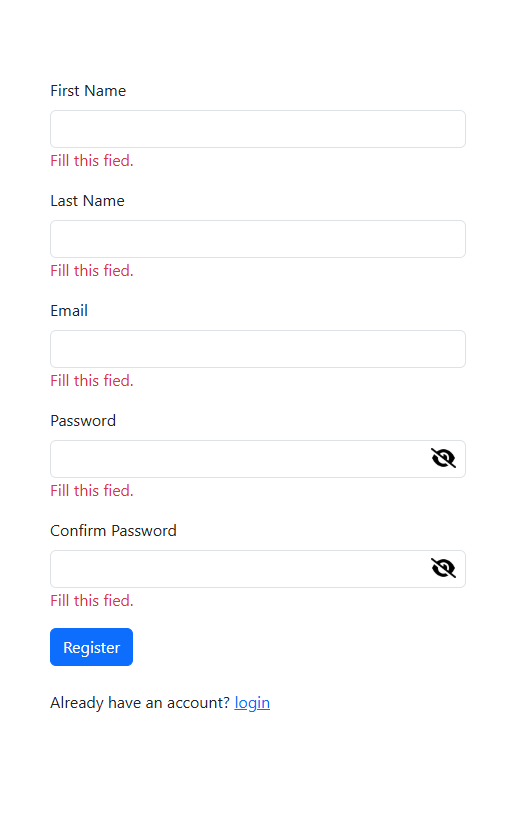 First Name
Fill this fied.
Last Name
Fill this fied.
Email
Fill this fied.
Password
Fill this fied.
Confirm Password
Fill this fied.
Register
Already have an account? login